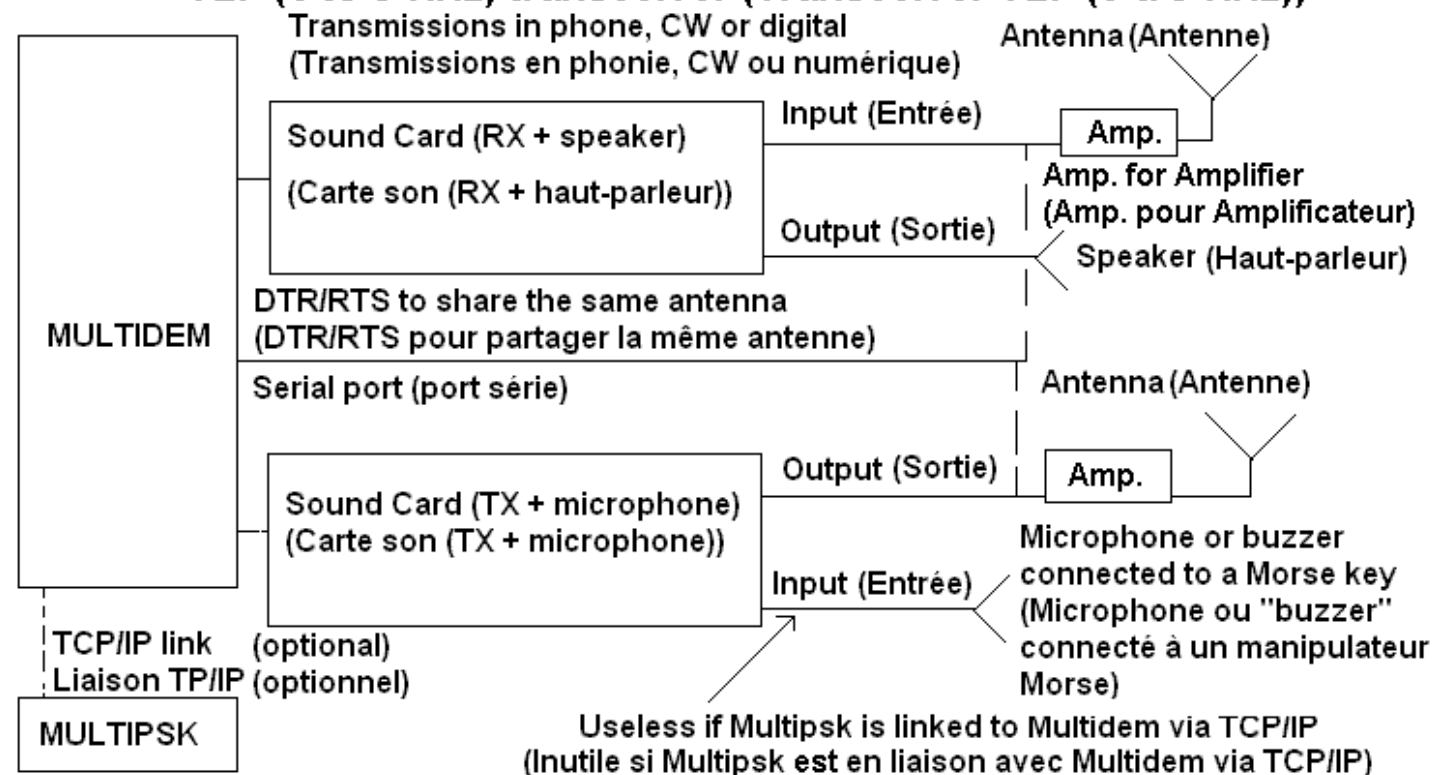 Transmissions in phone, CW or digital
(Transmissions en phonie, CW ou numérique)
Antenna (Antenne)
Sound Card (RX + speaker)
(Carte son (RX + haut-parleur))
Input (Entrée)
Amp.
Amp. for Amplifier
(Amp. pour Amplificateur)
Output (Sortie)
Speaker (Haut-parleur)
MULTIDEM
DTR/RTS to share the same antenna
(DTR/RTS pour partager la même antenne)
Serial port (port série)
Antenna (Antenne)
Sound Card (TX + microphone)
(Carte son (TX + microphone))
Output (Sortie)
Amp.
Input (Entrée)
Microphone or buzzer
connected to a Morse key
(Microphone ou "buzzer"
connecté à un manipulateur
Morse)
TCP/IP link (optional)
Liaison TP/IP (optionnel)
MULTIPSK
Useless if Multipsk is linked to Multidem via TCP/IP
(Inutile si Multipsk est en liaison avec Multidem via TCP/IP)